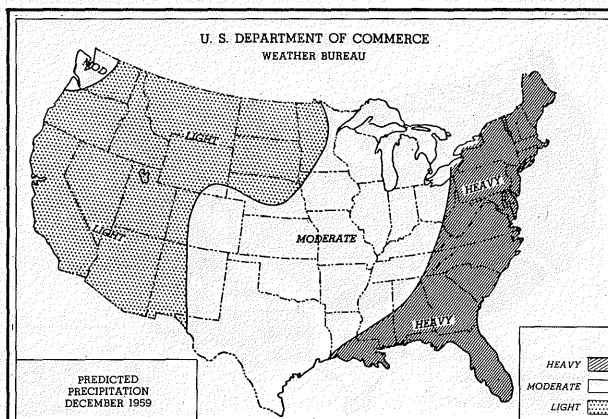 U. S. DEPARTMENT OF COMMERCE
WEATHER BUREAU
MOD
LIGHT
HEAVY
LIGHT
MODERATE
HEAVY
PREDICTED
PRECIPITATION
DECEMBER 1959
HEAVY
MODERATE
LIGHT